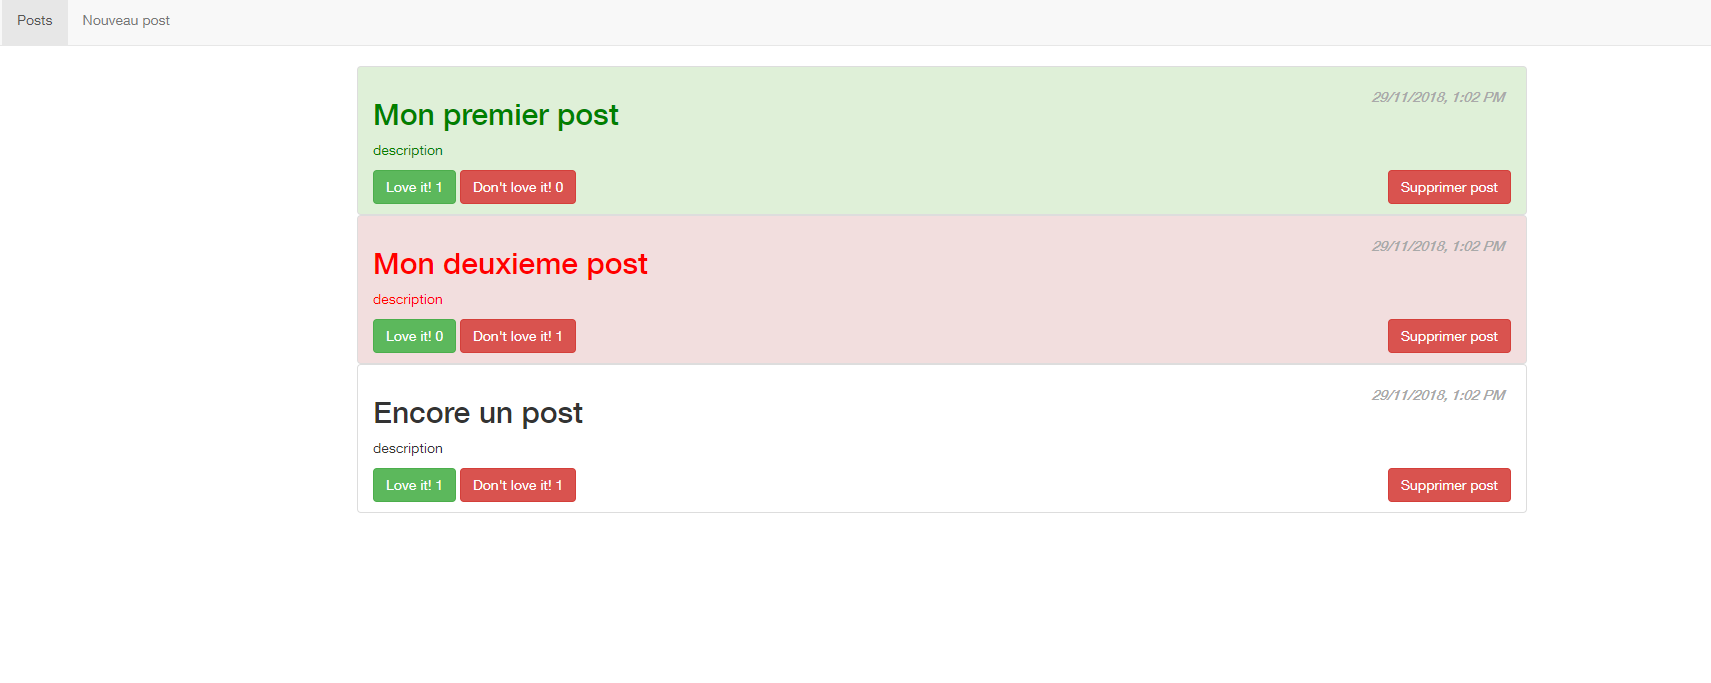 Posts Nouveau post
29/11/2018, 1:02 PM
Mon premier post
description
Love it! 1 Don't love it! 0 Supprimer post
29/11/2018, 1:02 PM
Mon deuxieme post
description
Love it! 0 Don't love it! 1 Supprimer post
29/11/2018, 1:02 PM
Encore un post
description
Love it! 1 Don't love it! 1 Supprimer post